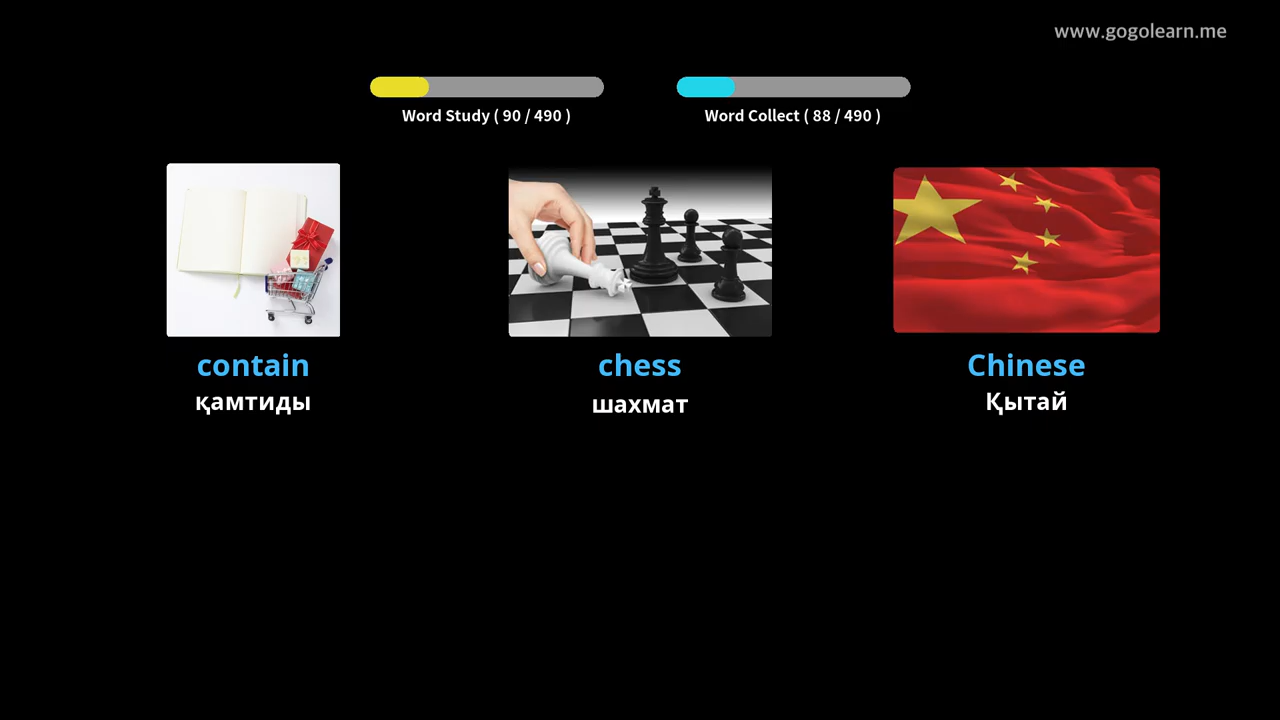 www.gogolearn.me
Word Study ( 90 / 490 )
Word Collect ( 88 / 490 )
contain
қамтиды
chess
шахмат
Chinese
Қытай